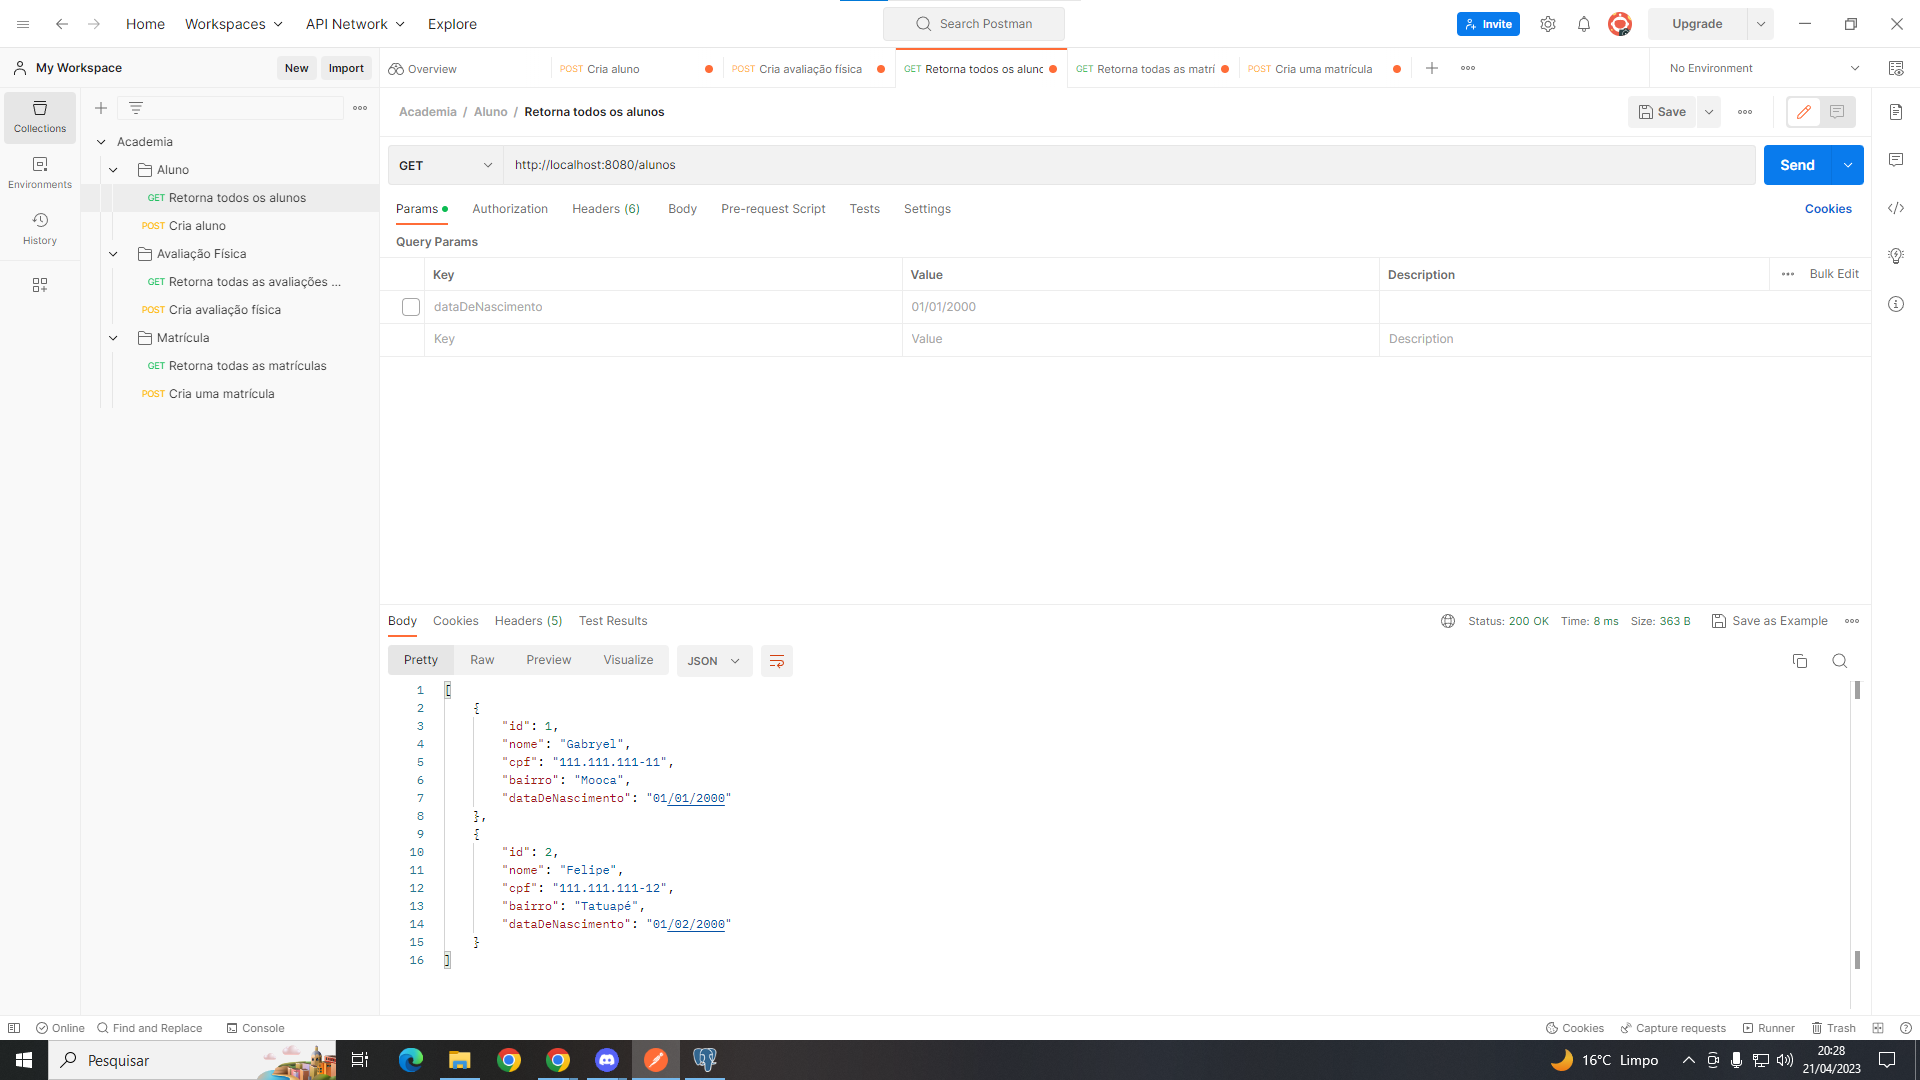 Home Workspaces API Network Explore Search Postman Invite Upgrade
My Workspace New Import Overview POST Cria aluno POST Cria avaliação física GET Retorna todos os alunc GET Retorna todas as matrí POST Cria uma matrícula No Environment
Collections
Environments
History
Academia
Aluno
GET Retorna todos os alunos
POST Cria aluno
Avaliação Física
GET Retorna todas as avaliações ...
POST Cria avaliação física
Matrícula
GET Retorna todas as matrículas
POST Cria uma matrícula
Academia / Aluno / Retorna todos os alunos Save
GET http://localhost:8080/alunos Send
Params Authorization Headers (6) Body Pre-request Script Tests Settings Cookies
Query Params
Key Value Description Bulk Edit
dataDeNascimento 01/01/2000
Key Value Description
Body Cookies Headers (5) Test Results Status: 200 OK Time: 8 ms Size: 363 B Save as Example
Pretty Raw Preview Visualize JSON
1 [
2 {
3 "id": 1,
4 "nome": "Gabryel",
5 "cpf": "111.111.111-11",
6 "bairro": "Mooca",
7 "dataDeNascimento": "01/01/2000"
8 },
9 {
10 "id": 2,
11 "nome": "Felipe",
12 "cpf": "111.111.111-12",
13 "bairro": "Tatuapé",
14 "dataDeNascimento": "01/02/2000"
15 }
16 ]
Online Find and Replace Console Cookies Capture requests Runner Trash
Pesquisar 16°C Limpo 20:28
21/04/2023